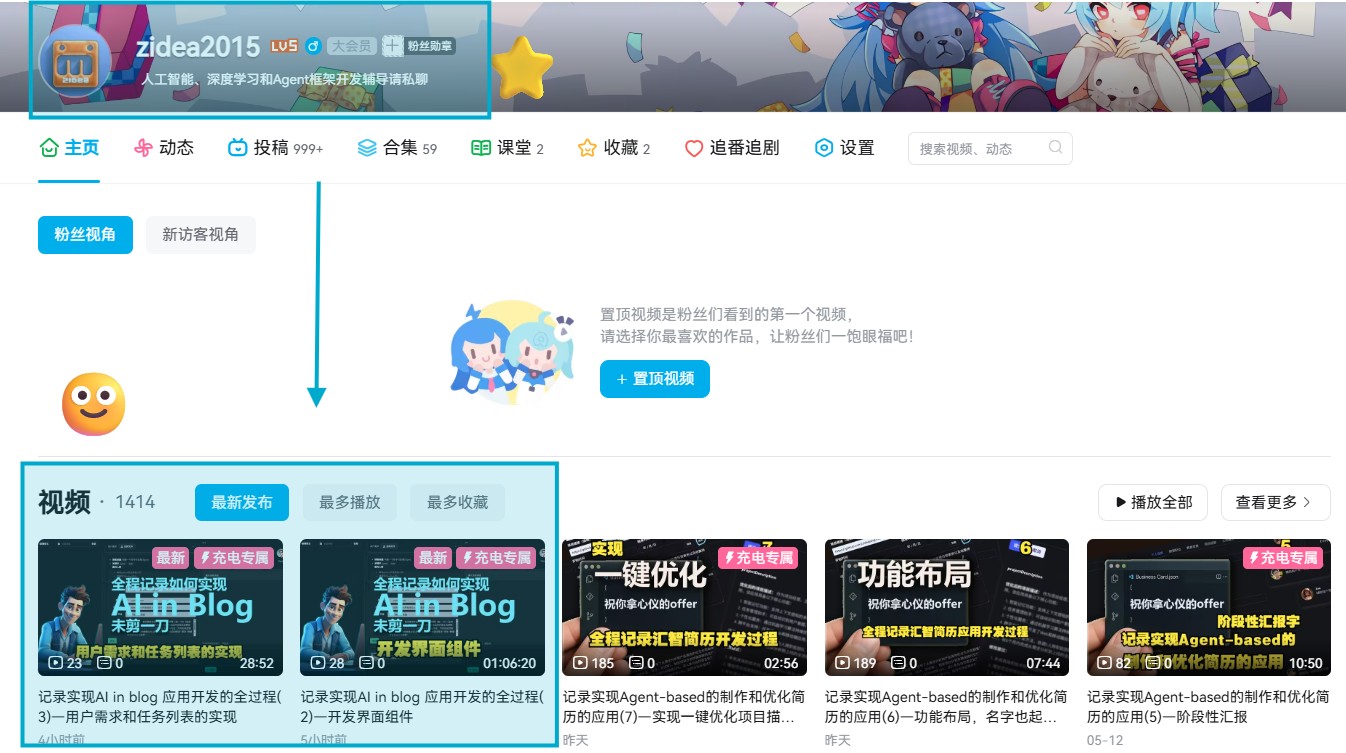 zidea2015 LV5 大会员 粉丝勋章
人工智能、深度学习和Agent框架开发辅导请私聊
主页 动态 投稿 999+ 合集 59 课堂 2 收藏 2 追番追剧 设置 搜索视频、动态
粉丝视角 新访客视角
置顶视频是粉丝们看到的第一个视频，
请选择你最喜欢的作品，让粉丝们一饱眼福吧！
+ 置顶视频
视频 · 1414 最新发布 最多播放 最多收藏 播放全部 查看更多 >
最新 充电专属
全程记录如何实现
AI in Blog
未剪一刀
用户需求和任务列表的实现
23 0 28:52
记录实现AI in blog 应用开发的全过程(
3)—用户需求和任务列表的实现
4小时前
最新 充电专属
全程记录如何实现
AI in Blog
未剪一刀
开发界面组件
28 0 01:06:20
记录实现AI in blog 应用开发的全过程(
2)—开发界面组件
5小时前
实现 7
充电专属
一键优化
祝你拿心仪的offer
全程记录汇智简历开发过程
185 0 02:56
记录实现Agent-based的制作和优化简
历的应用(7)—实现一键优化项目描...
昨天
6
功能布局
祝你拿心仪的offer
全程记录汇智简历应用开发过程
189 0 07:44
记录实现Agent-based的制作和优化简
历的应用(6)—功能布局，名字也起...
昨天
5
充电专属
Business Card.json
祝你拿心仪的offer
阶段性汇报字
记录实现Agent-based的
制作和优化简历的应用
82 0 10:50
记录实现Agent-based的制作和优化简
历的应用(5)—阶段性汇报
05-12